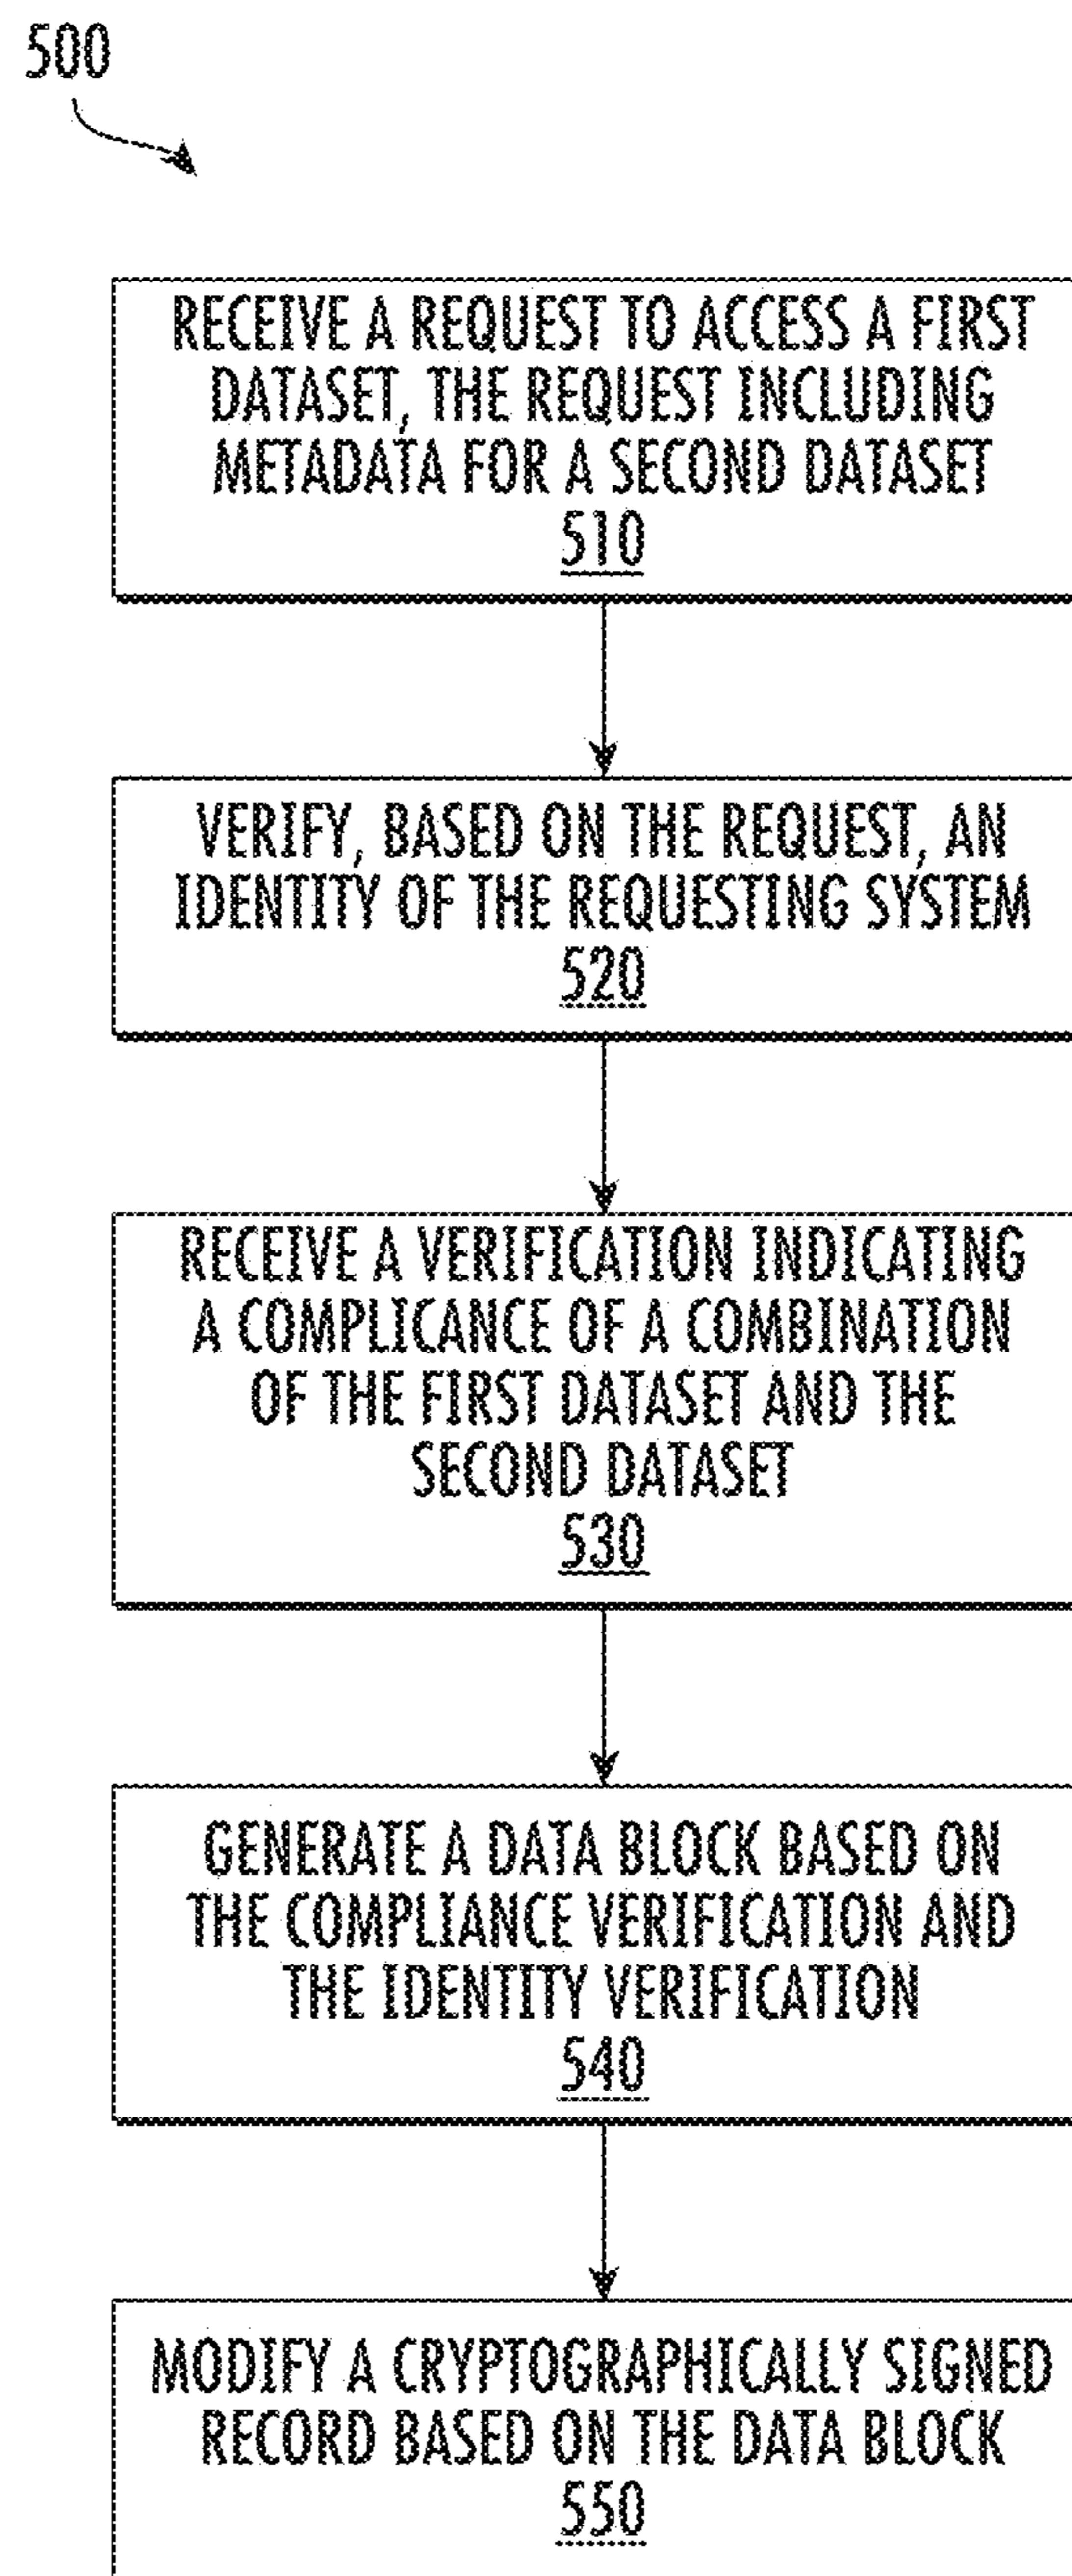 500
RECEIVE A REQUEST TO ACCESS A FIRST
DATASET, THE REQUEST INCLUDING
METADATA FOR A SECOND DATASET
510
VERIFY, BASED ON THE REQUEST, AN
IDENTITY OF THE REQUESTING SYSTEM
520
RECEIVE A VERIFICATION INDICATING
A COMPLICANCE OF A COMBINATION
OF THE FIRST DATASET AND THE
SECOND DATASET
530
GENERATE A DATA BLOCK BASED ON
THE COMPLIANCE VERIFICATION AND
THE IDENTITY VERIFICATION
540
MODIFY A CRYPTOGRAPHICALLY SIGNED
RECORD BASED ON THE DATA BLOCK
550